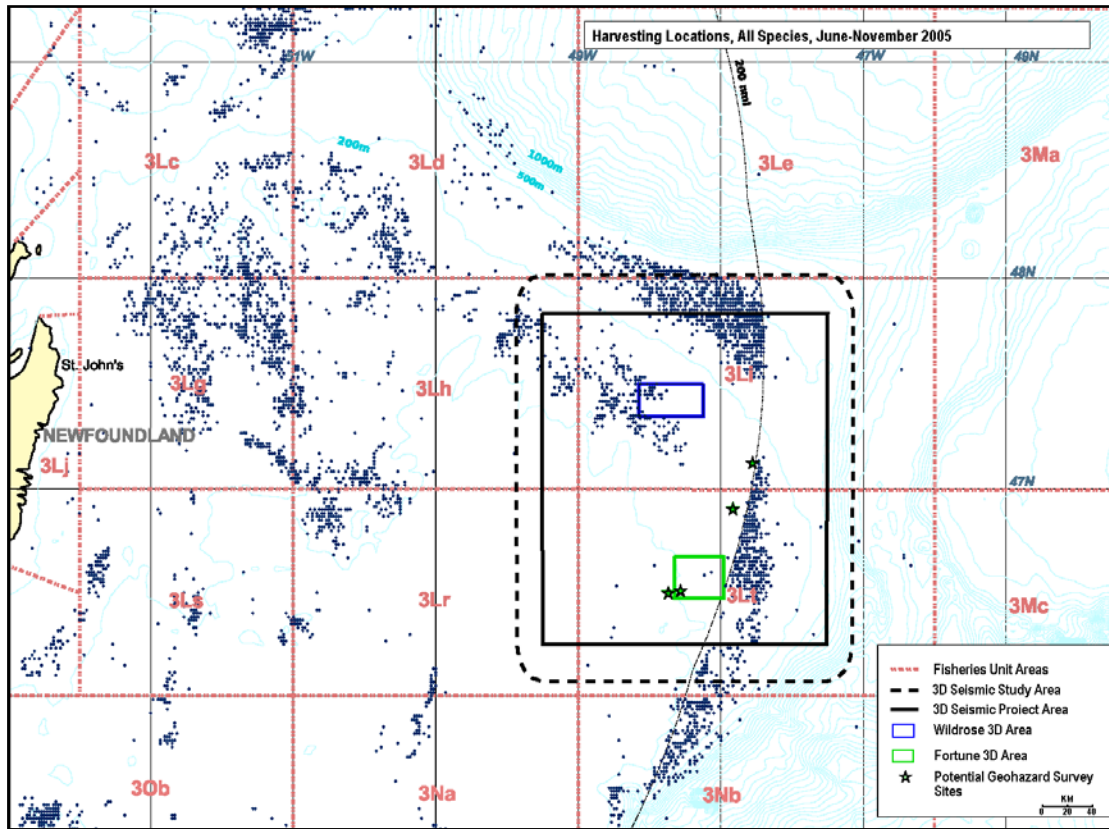 Harvesting Locations, All Species, June-November 2005
51W
49W
47W
49N
200 nmi
200m
1000m
500m
3Lc
3Ld
3Le
3Ma
48N
St. John's
3Lg
3Lh
3Li
NEWFOUNDLAND
3Lj
47N
3Ls
3Lr
3Lt
3Mc
3Ob
3Na
3Nb
Fisheries Unit Areas
3D Seismic Study Area
3D Seismic Project Area
Wildrose 3D Area
Fortune 3D Area
Potential Geohazard Survey
Sites
KM
0 20 40